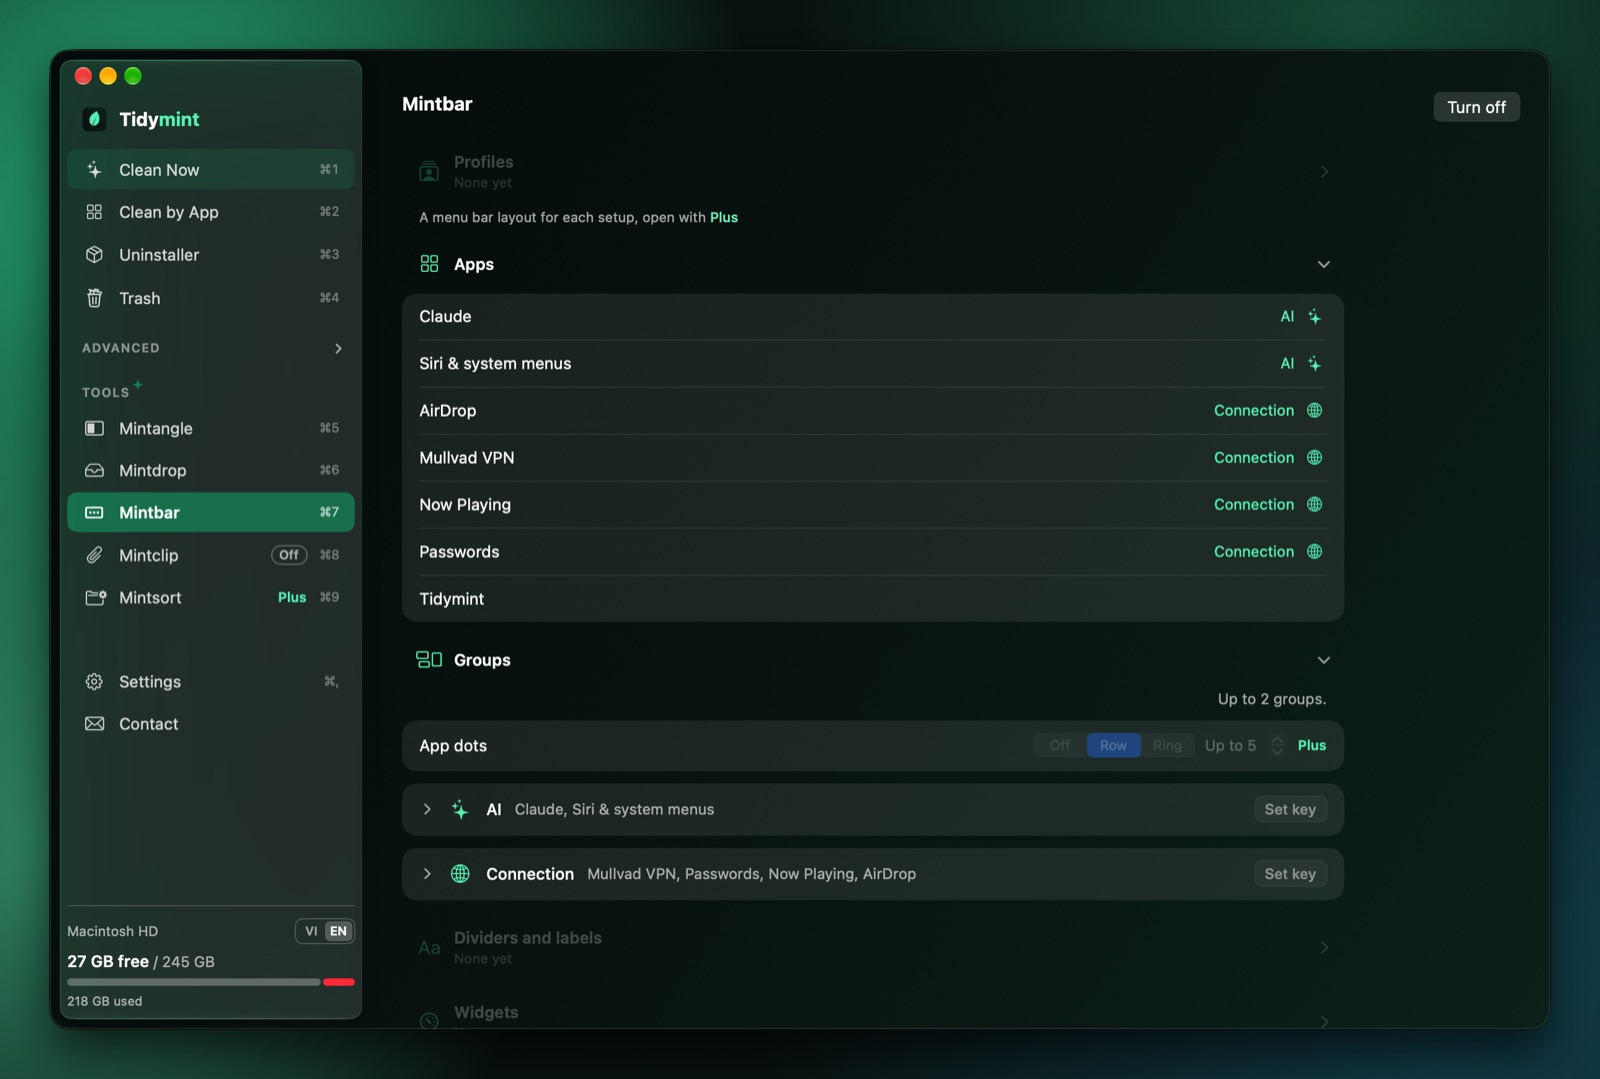 Tidymint
Clean Now ⌘1
Clean by App ⌘2
Uninstaller ⌘3
Trash ⌘4
ADVANCED
TOOLS
Mintangle ⌘5
Mintdrop ⌘6
Mintbar ⌘7
Mintclip Off ⌘8
Mintsort Plus ⌘9
Settings ⌘,
Contact
Macintosh HD VI EN
27 GB free / 245 GB
218 GB used
Mintbar
Turn off
Profiles
None yet
A menu bar layout for each setup, open with Plus
Apps
Claude AI
Siri & system menus AI
AirDrop Connection
Mullvad VPN Connection
Now Playing Connection
Passwords Connection
Tidymint
Groups
Up to 2 groups.
App dots Off Row Ring Up to 5 Plus
AI Claude, Siri & system menus Set key
Connection Mullvad VPN, Passwords, Now Playing, AirDrop Set key
Aa Dividers and labels
None yet
Widgets